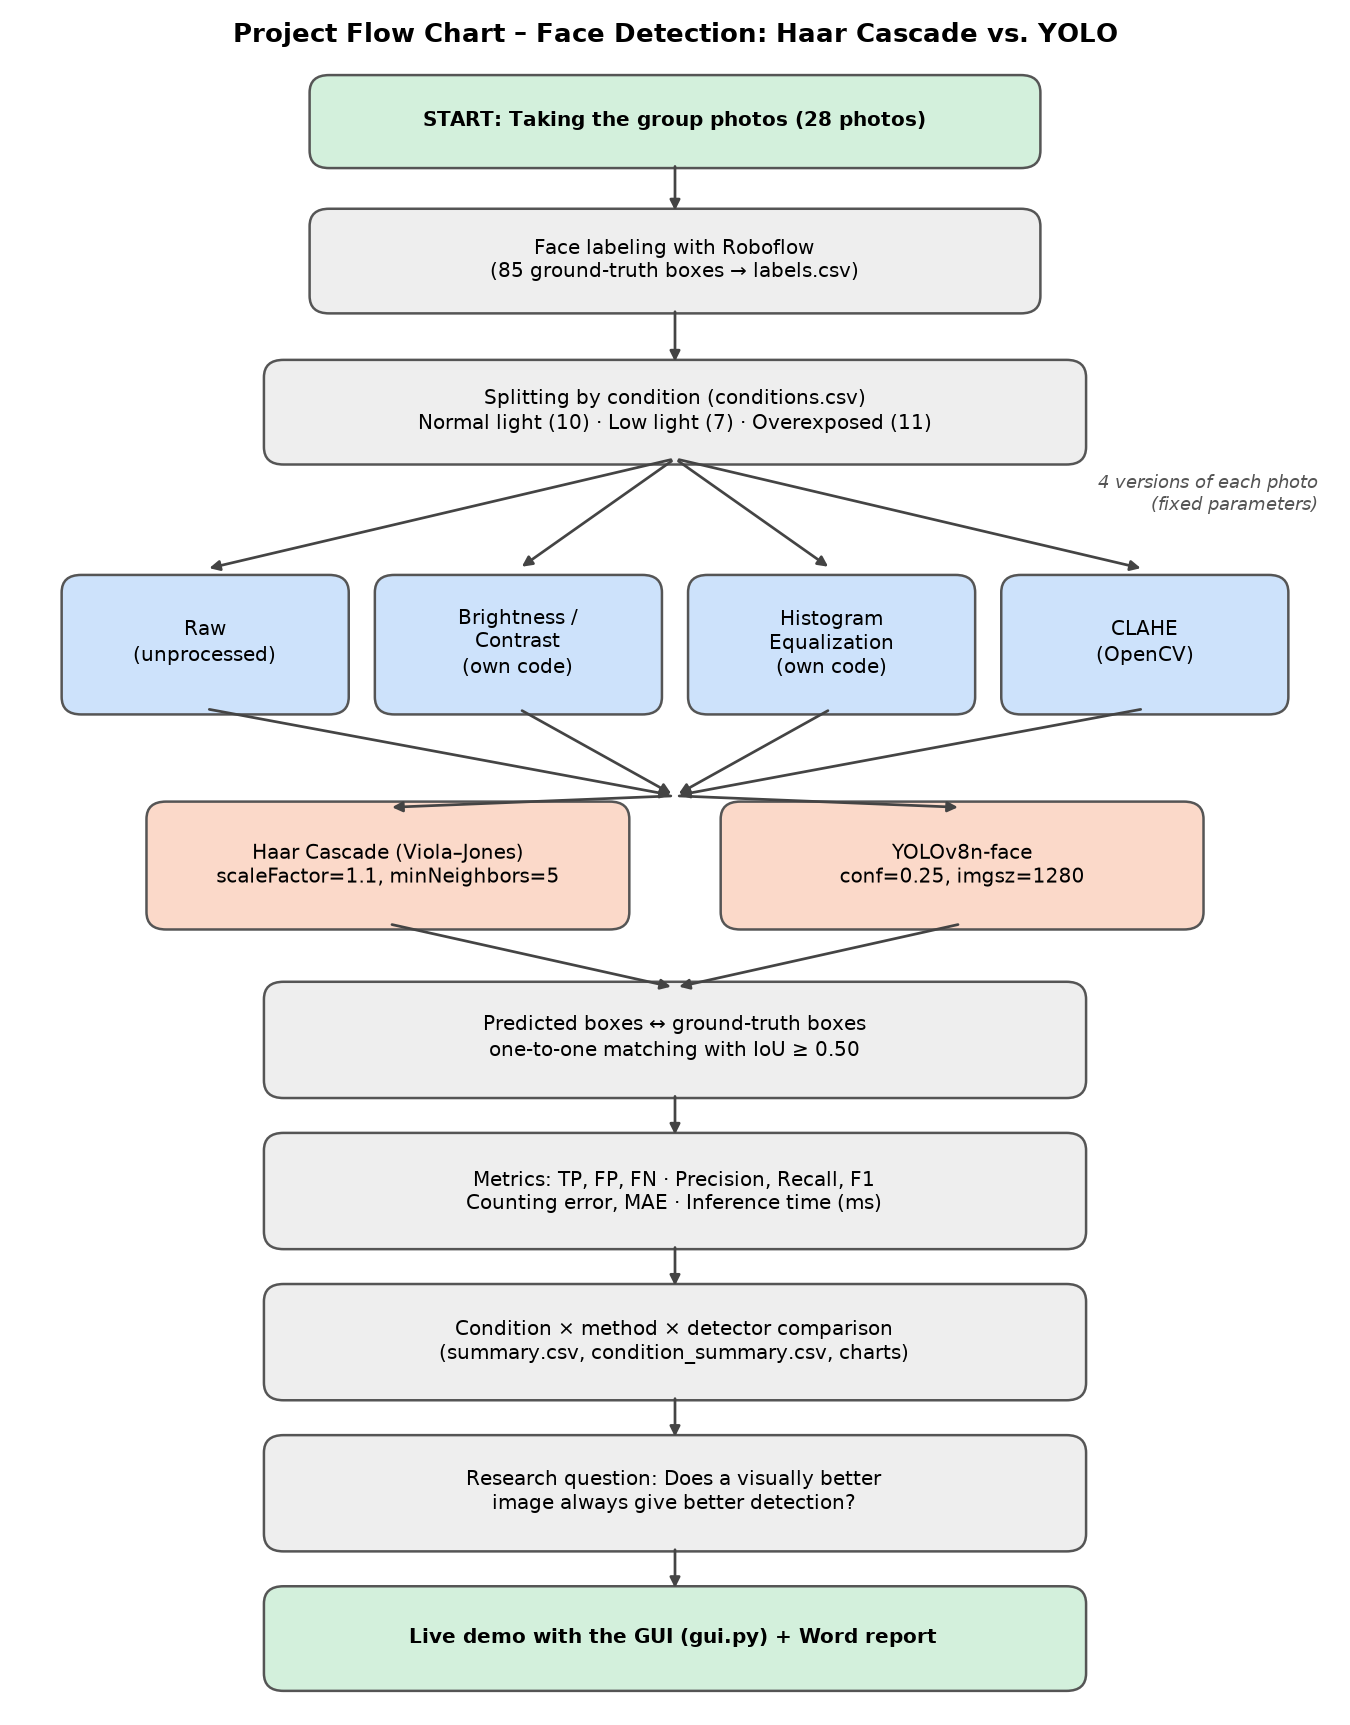 Project Flow Chart – Face Detection: Haar Cascade vs. YOLO
START: Taking the group photos (28 photos)
Face labeling with Roboflow
(85 ground-truth boxes → labels.csv)
Splitting by condition (conditions.csv)
Normal light (10) · Low light (7) · Overexposed (11)
4 versions of each photo
(fixed parameters)
Raw
(unprocessed)
Brightness /
Contrast
(own code)
Histogram
Equalization
(own code)
CLAHE
(OpenCV)
Haar Cascade (Viola–Jones)
scaleFactor=1.1, minNeighbors=5
YOLOv8n-face
conf=0.25, imgsz=1280
Predicted boxes ↔ ground-truth boxes
one-to-one matching with IoU ≥ 0.50
Metrics: TP, FP, FN · Precision, Recall, F1
Counting error, MAE · Inference time (ms)
Condition × method × detector comparison
(summary.csv, condition_summary.csv, charts)
Research question: Does a visually better
image always give better detection?
Live demo with the GUI (gui.py) + Word report